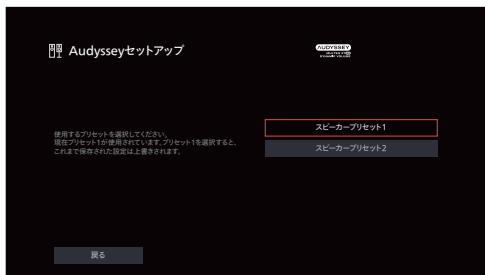 Audysseyセットアップ
AUDYSSEY
スピーカープリセット1
使用するプリセットを選択してください。
現在プリセット1が使用されています。プリセット1を選択すると、
これまで保存された設定は上書きされます。
スピーカープリセット2
戻る